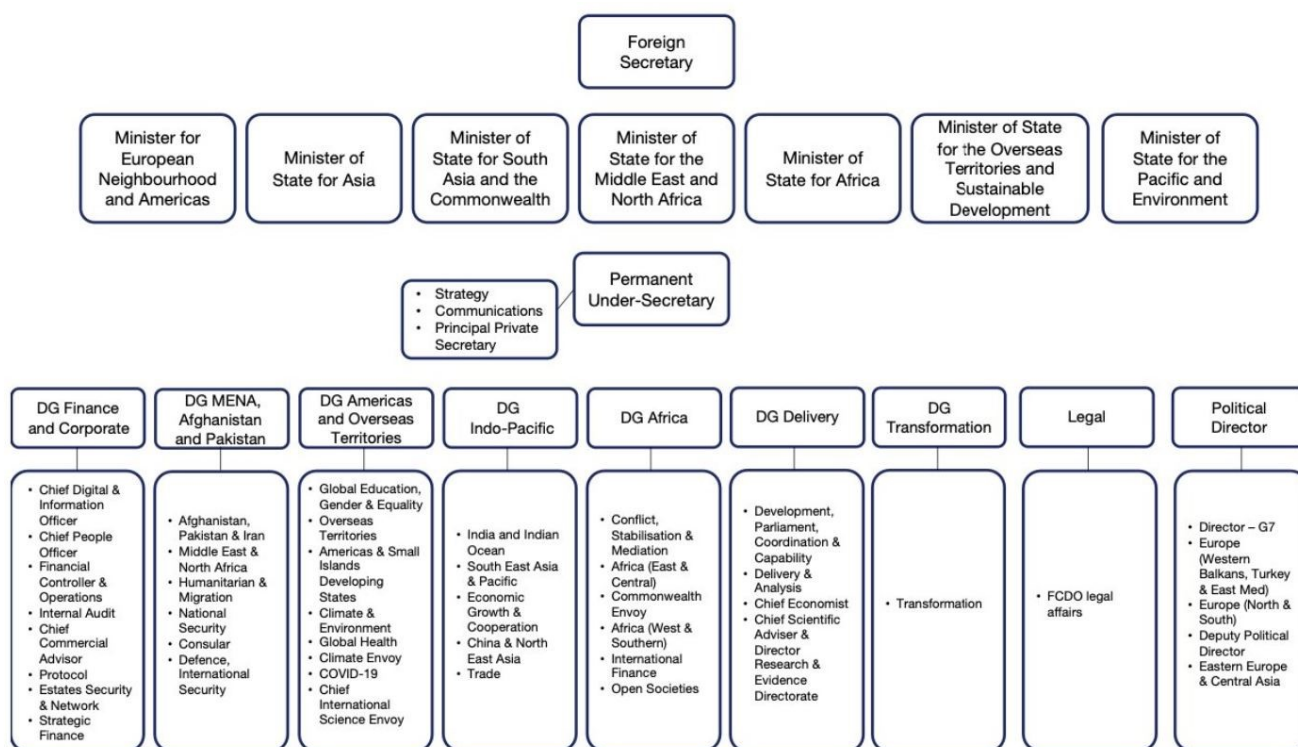 Foreign
Secretary
Minister for
European
Neighbourhood
and Americas
Minister of
State for Asia
Minister of
State for South
Asia and the
Commonwealth
Minister of
State for the
Middle East and
North Africa
Minister of
State for Africa
Minister of State
for the Overseas
Territories and
Sustainable
Development
Minister of
State for the
Pacific and
Environment
Permanent
Under-Secretary
• Strategy
• Communications
• Principal Private
Secretary
DG Finance
and Corporate
• Chief Digital &
Information
Officer
• Chief People
Officer
• Financial
Controller &
Operations
• Internal Audit
• Chief
Commercial
Advisor
• Protocol
• Estates Security
& Network
• Strategic
Finance
DG MENA,
Afghanistan
and Pakistan
• Afghanistan,
Pakistan & Iran
• Middle East &
North Africa
• Humanitarian &
Migration
• National
Security
• Consular
• Defence,
International
Security
DG Americas
and Overseas
Territories
• Global Education,
Gender & Equality
• Overseas
Territories
• Americas & Small
Islands
Developing
States
• Climate &
Environment
• Global Health
• Climate Envoy
• COVID-19
• Chief
International
Science Envoy
DG
Indo-Pacific
• India and Indian
Ocean
• South East Asia
& Pacific
• Economic
Growth &
Cooperation
• China & North
East Asia
• Trade
DG Africa
• Conflict,
Stabilisation &
Mediation
• Africa (East &
Central)
• Commonwealth
Envoy
• Africa (West &
Southern)
• International
Finance
• Open Societies
DG Delivery
• Development,
Parliament,
Coordination &
Capability
• Delivery &
Analysis
• Chief Economist
• Chief Scientific
Adviser &
Director
Research &
Evidence
Directorate
DG
Transformation
• Transformation
Legal
• FCDO legal
affairs
Political
Director
• Director – G7
• Europe
(Western
Balkans, Turkey
& East Med)
• Europe (North &
South)
• Deputy Political
Director
• Eastern Europe
& Central Asia